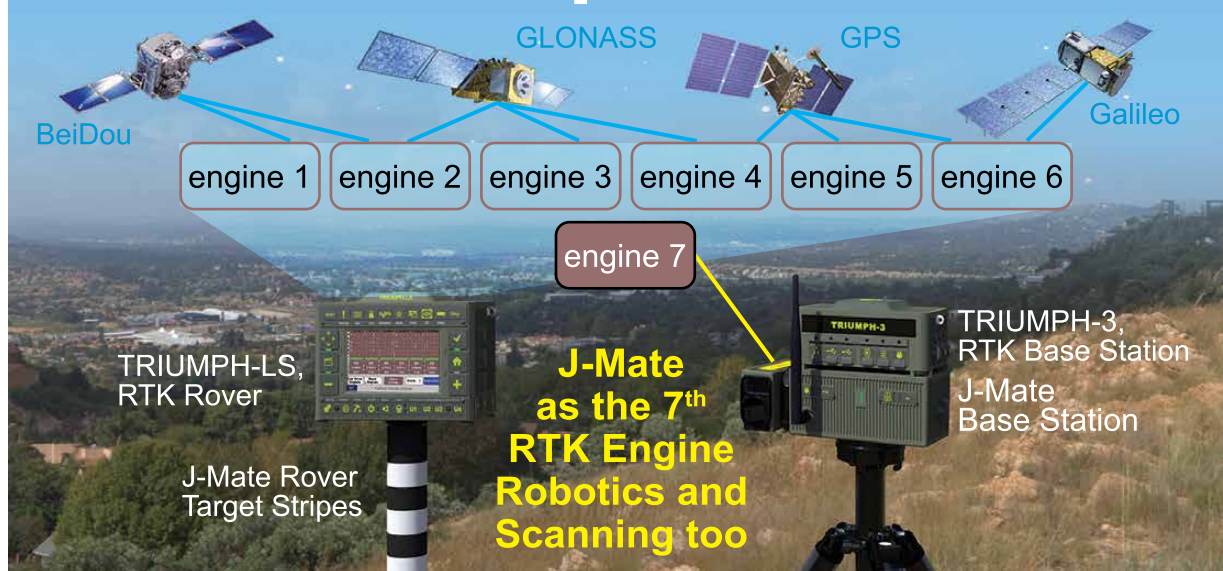 GLONASS
GPS
BeiDou
Galileo
engine 1
engine 2
engine 3
engine 4
engine 5
engine 6
engine 7
TRIUMPH-LS
TRIUMPH-3
TRIUMPH-LS,
RTK Rover
J-Mate
as the 7th
RTK Engine
Robotics and
Scanning too
TRIUMPH-3,
RTK Base Station
J-Mate
Base Station
J-Mate Rover
Target Stripes